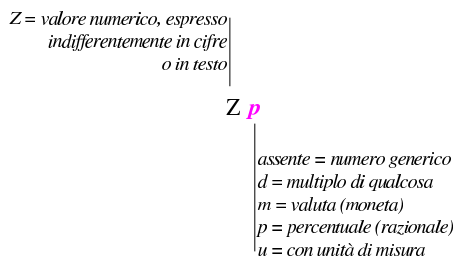 Z = valore numerico, espresso
indifferentemente in cifre
o in testo
Z p
assente = numero generico
d = multiplo di qualcosa
m = valuta (moneta)
p = percentuale (razionale)
u = con unità di misura